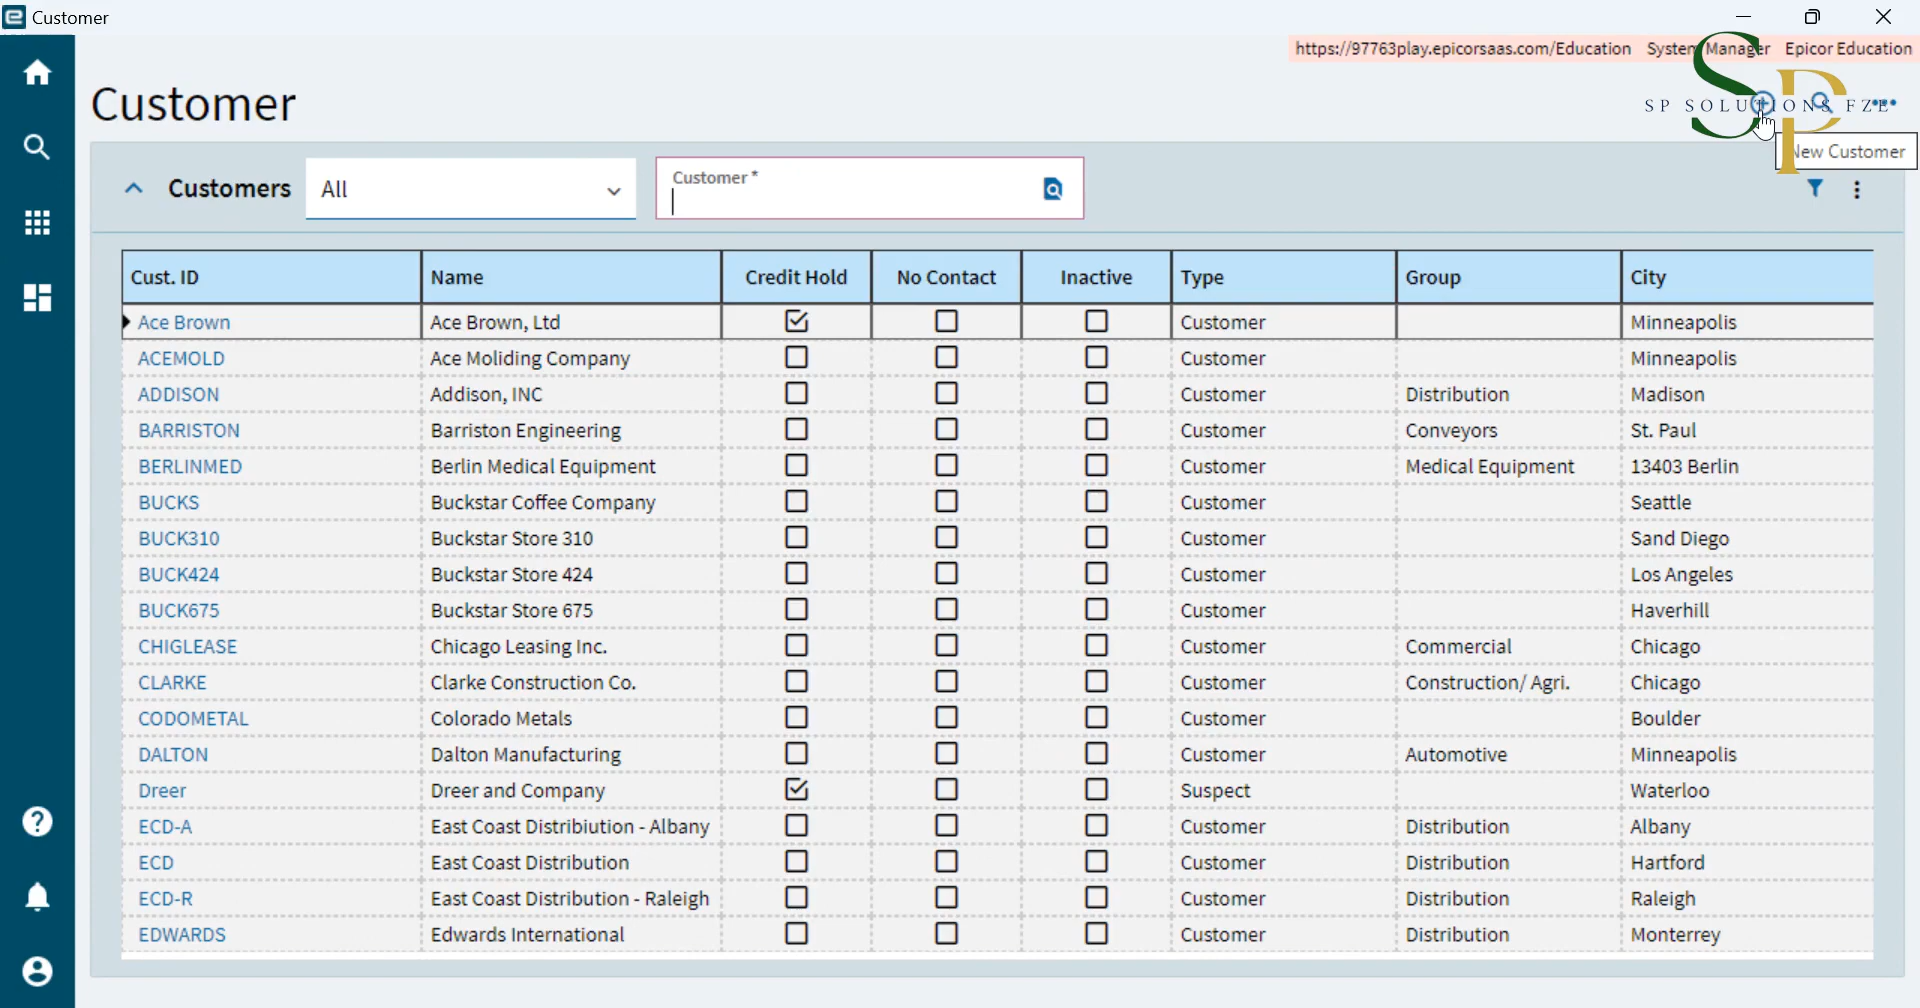 Customer
https://97763play.epicorsaas.com/Education System Manager Epicor Education
Customer
SP SOLUTIONS FZE
New Customer
Customers All Customer *
Cust. ID Name Credit Hold No Contact Inactive Type Group City
Ace Brown Ace Brown, Ltd Customer Minneapolis
ACEMOLD Ace Moliding Company Customer Minneapolis
ADDISON Addison, INC Customer Distribution Madison
BARRISTON Barriston Engineering Customer Conveyors St. Paul
BERLINMED Berlin Medical Equipment Customer Medical Equipment 13403 Berlin
BUCKS Buckstar Coffee Company Customer Seattle
BUCK310 Buckstar Store 310 Customer Sand Diego
BUCK424 Buckstar Store 424 Customer Los Angeles
BUCK675 Buckstar Store 675 Customer Haverhill
CHIGLEASE Chicago Leasing Inc. Customer Commercial Chicago
CLARKE Clarke Construction Co. Customer Construction/ Agri. Chicago
CODOMETAL Colorado Metals Customer Boulder
DALTON Dalton Manufacturing Customer Automotive Minneapolis
Dreer Dreer and Company Suspect Waterloo
ECD-A East Coast Distribiution - Albany Customer Distribution Albany
ECD East Coast Distribution Customer Distribution Hartford
ECD-R East Coast Distribution - Raleigh Customer Distribution Raleigh
EDWARDS Edwards International Customer Distribution Monterrey